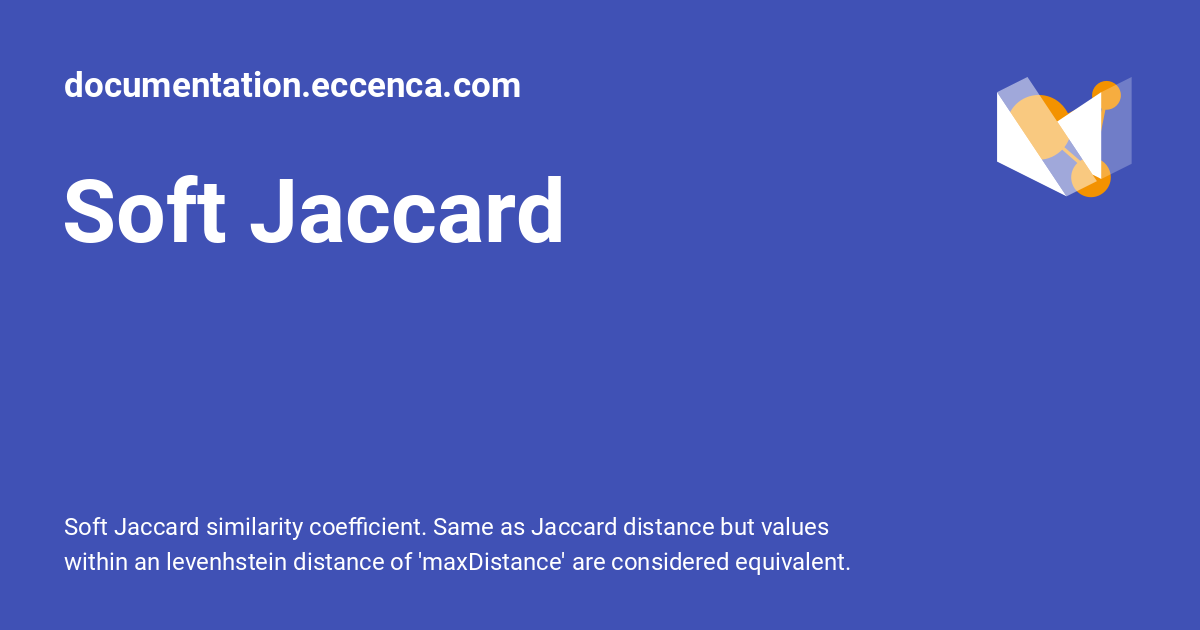 documentation.eccenca.com
Soft Jaccard
Soft Jaccard similarity coefficient. Same as Jaccard distance but values
within an levenhstein distance of 'maxDistance' are considered equivalent.